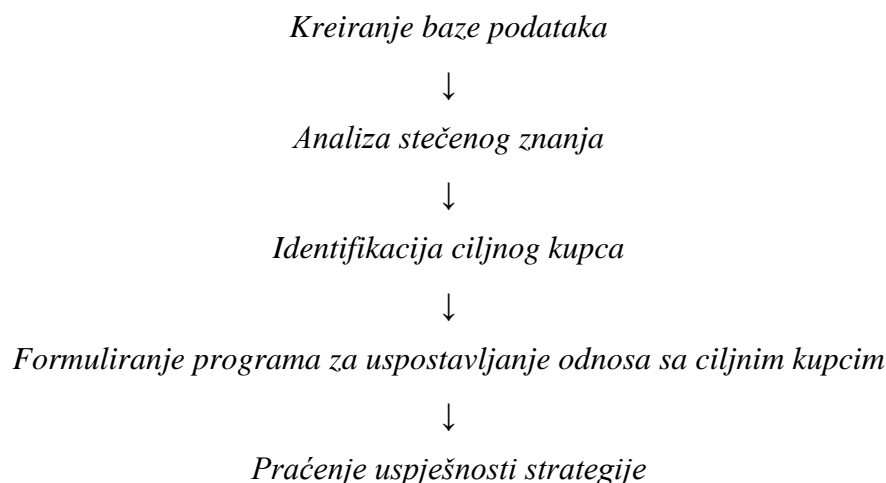 Kreiranje baze podataka
↓
Analiza stečenog znanja
↓
Identifikacija ciljnog kupca
↓
Formuliranje programa za uspostavljanje odnosa sa ciljnim kupcim
↓
Praćenje uspješnosti strategije